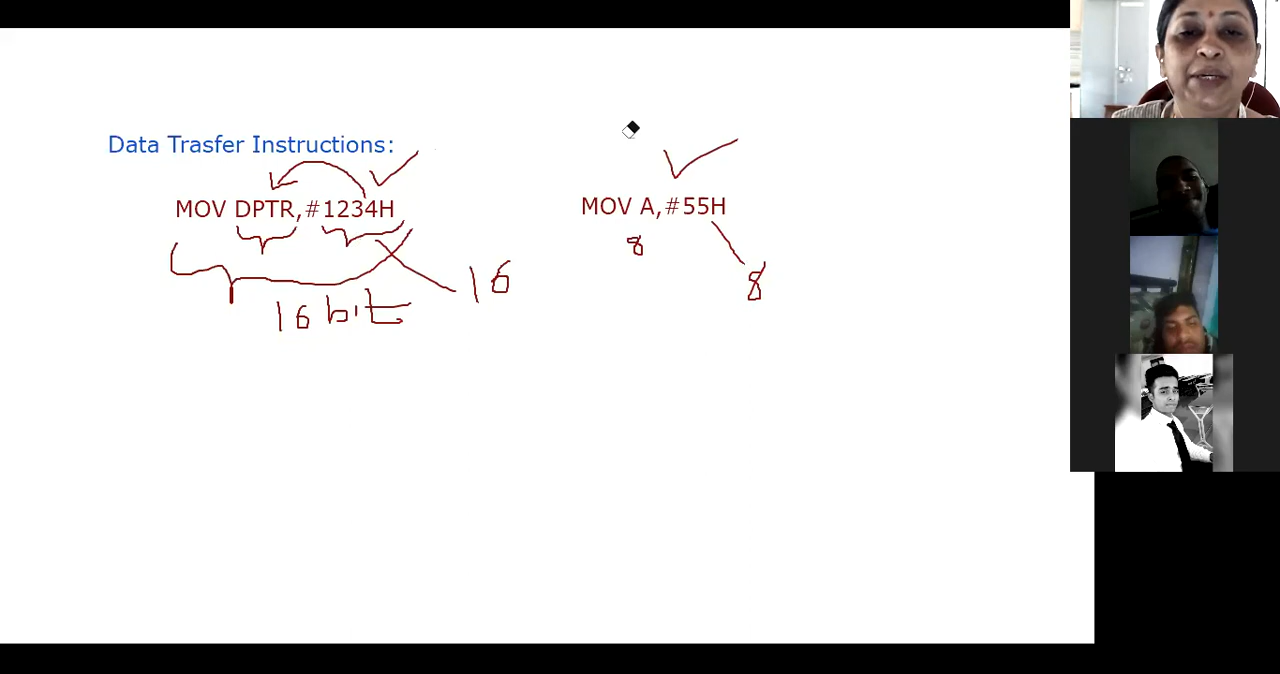 Data Trasfer Instructions:
MOV DPTR,#1234H
MOV A,#55H
8
16
8
16 bit